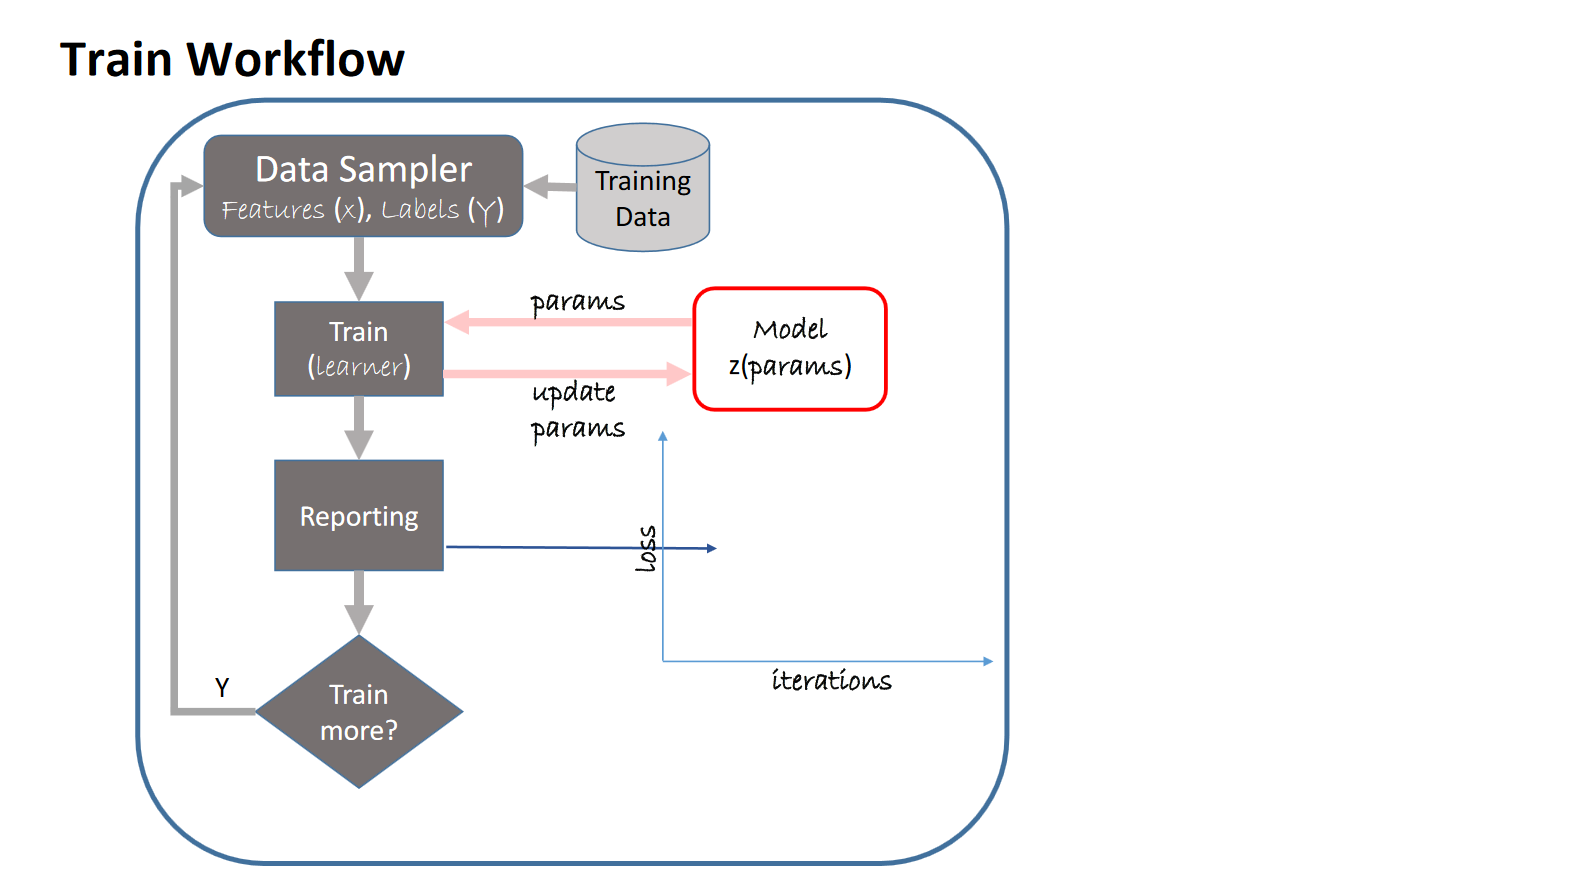 Train Workflow
Data Sampler
Features (x), Labels (Y)
Training
Data
Train
(learner)
params
update
params
Model
z(params)
Reporting
loss
iterations
Train
more?
Y